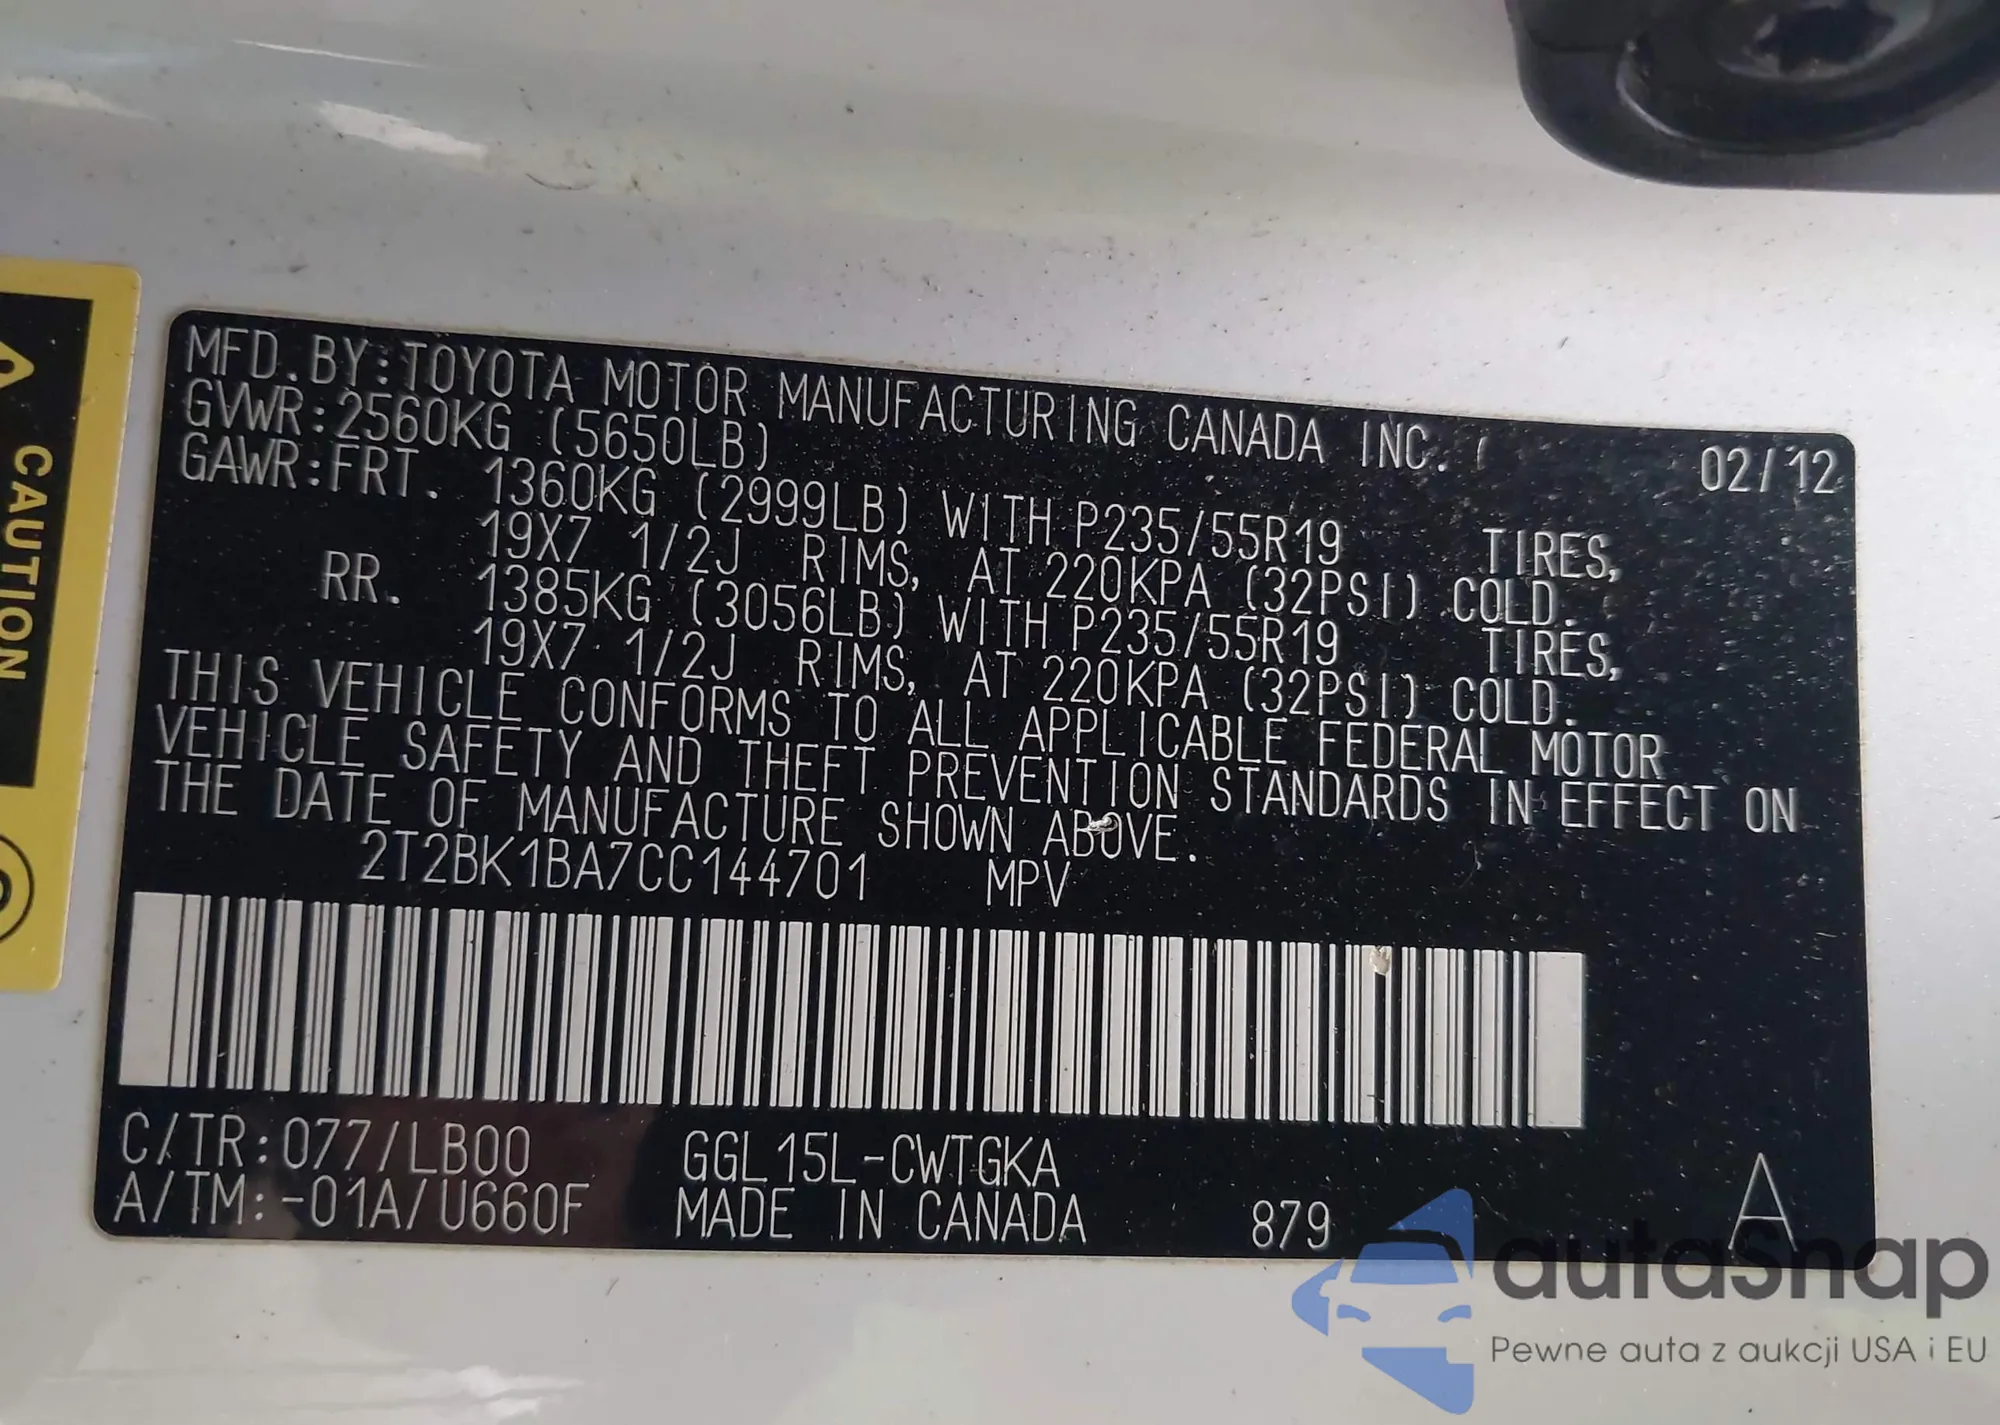 MFD. BY: TOYOTA MOTOR MANUFACTURING CANADA INC. 02/12
GVWR: 2560KG (5650LB)
GAWR: FRT. 1360KG (2999LB) WITH P235/55R19 TIRES,
19X7 1/2J RIMS, AT 220KPA (32PSI) COLD.
RR. 1385KG (3056LB) WITH P235/55R19 TIRES,
19X7 1/2J RIMS, AT 220KPA (32PSI) COLD.
THIS VEHICLE CONFORMS TO ALL APPLICABLE FEDERAL MOTOR
VEHICLE SAFETY AND THEFT PREVENTION STANDARDS IN EFFECT ON
THE DATE OF MANUFACTURE SHOWN ABOVE.
2T2BK1BA7CC144701 MPV
C/TR: 077/LB00 GGL15L-CWTGKA
A/TM: -01A/U660F MADE IN CANADA 879 A
CAUTION
autosnap
Pewne auta z aukcji USA i EU